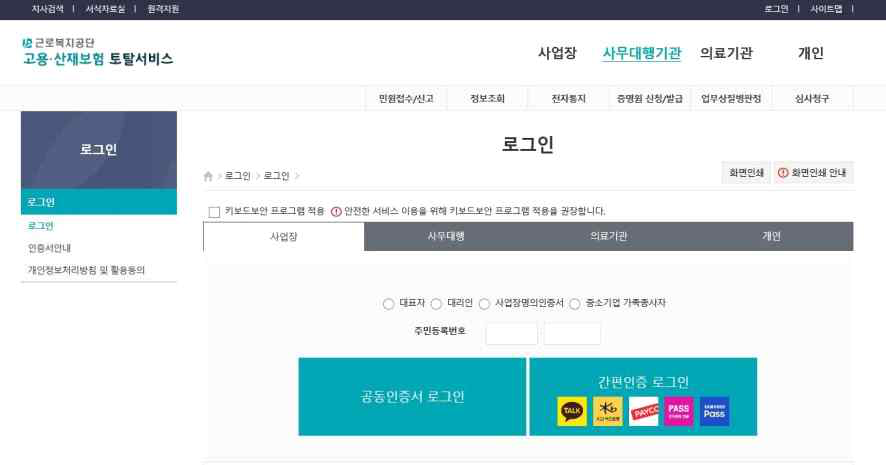 지사검색 | 서식자료실 | 원격지원
로그인 | 사이트맵 |
근로복지공단
고용·산재보험 토탈서비스
사업장 사무대행기관 의료기관 개인
민원접수/신고 정보조회 전자통지 증명원 신청/발급 업무상질병판정 심사청구
로그인
로그인
로그인
인증서안내
개인정보처리방침 및 활용동의
로그인
> 로그인 > 로그인 >
화면인쇄 화면인쇄 안내
키보드보안 프로그램 적용 안전한 서비스 이용을 위해 키보드보안 프로그램 적용을 권장합니다.
사업장 사무대행 의료기관 개인
대표자 대리인 사업장명의인증서 중소기업 가족종사자
주민등록번호
공동인증서 로그인
간편인증 로그인
TALK
PAYCO
PASS
SAMSUNG
Pass